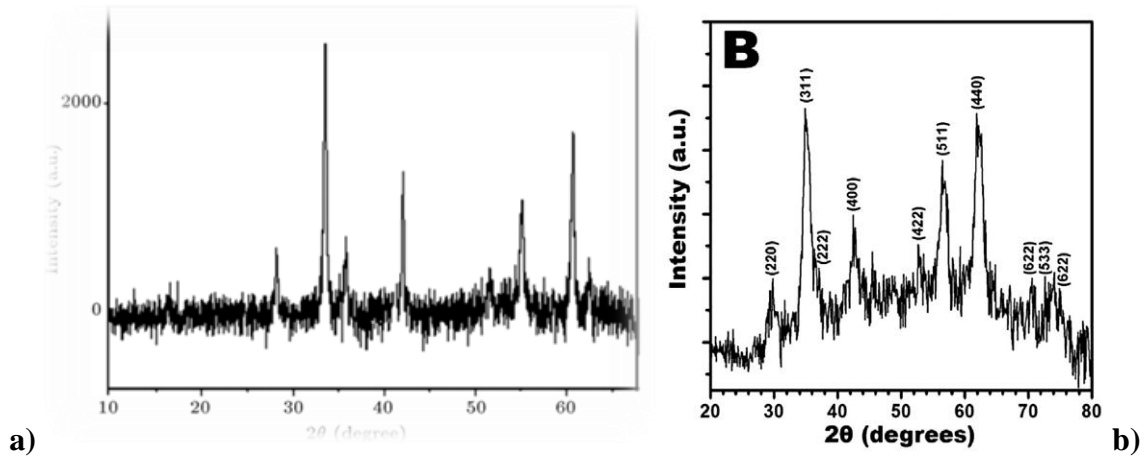 2000
0
Intensity (a.u.)
10 20 30 40 50 60
2θ (degree)
a)
B
Intensity (a.u.)
(220)
(311)
(222)
(400)
(422)
(511)
(440)
(622)
(533)
(622)
20 30 40 50 60 70 80
2θ (degrees)
b)